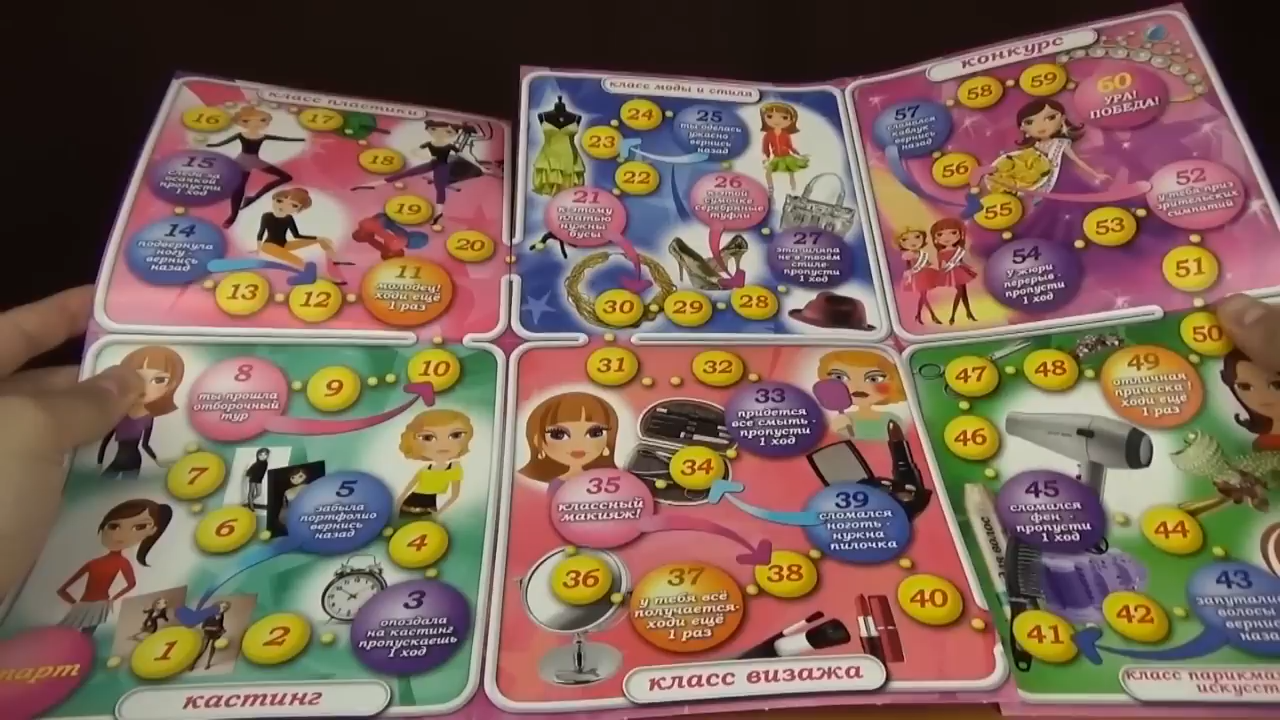 класс пластики
16
17
18
15
пропусти
1 ход
19
14
подвернула
ногу -
вернись
назад
20
13
12
11
молодец!
ходи ещё
1 раз
класс моды и стиля
24
25
ты оделась
ужасно -
вернись
назад
23
22
21
к этому
платью
нужны
бусы
26
к этой
сумочке
серебряные
туфли
27
эта шляпа
не в твоём
стиле -
пропусти
1 ход
30
29
28
конкурс
57
сломался
каблук -
вернись
назад
58
59
60
УРА!
ПОБЕДА!
56
55
52
у тебя приз
зрительских
симпатий
53
54
У жюри
перерыв -
пропусти
1 ход
51
8
ты прошла
отборочный
тур
9
10
7
6
5
забыла
портфолио
вернись
назад
4
3
опоздала
на кастинг
пропускаешь
1 ход
1
2
парт
кастинг
31
32
33
придется
все смыть -
пропусти
1 ход
34
35
классный
макияж!
39
сломался
ноготь -
нужна
пилочка
36
37
у тебя всё
получается -
ходи ещё
1 раз
38
40
класс визажа
50
47
48
49
отличная
прическа!
ходи ещё
1 раз
46
45
сломался
фен -
пропусти
1 ход
44
43
запутали
волосы
верни
наза
42
41
класс парикма
искусст